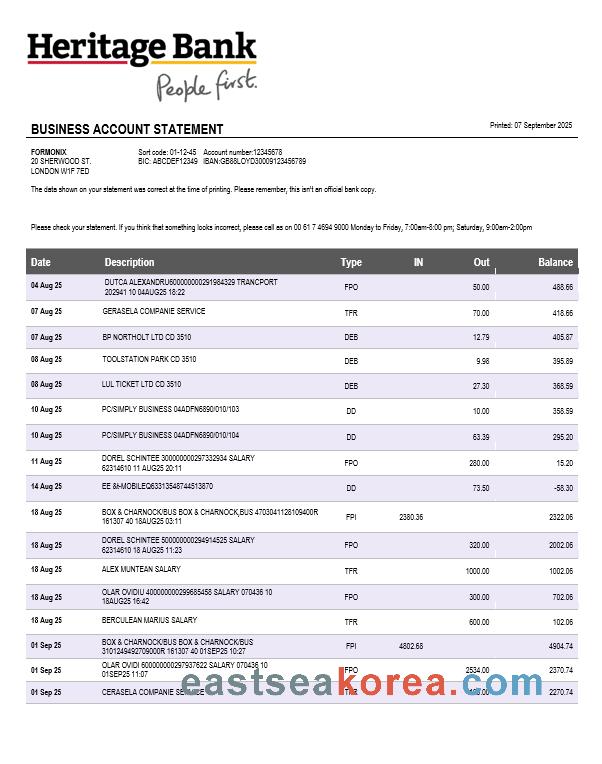 Heritage Bank
People first.
BUSINESS ACCOUNT STATEMENT
Printed: 07 September 2025
FORMONIX
20 SHERWOOD ST.
LONDON W1F 7ED
Sort code: 01-12-45 Account number:12345678
BIC: ABCDEF12349 IBAN:GB88LOYD30009123456789
The data shown on your statement was correct at the time of printing. Please remember, this isn't an official bank copy.
Please check your statement. If you think that something looks incorrect, please call as on 00 61 7 4694 9000 Monday to Friday, 7:00am-8:00 pm; Saturday, 9:00am-2:00pm
Date Description Type IN Out Balance
04 Aug 25 DUTCA ALEXANDRU600000000291984329 TRANCPORT FPO 50.00 488.66
202941 10 04AUG25 18:22
07 Aug 25 GERASELA COMPANIE SERVICE TFR 70.00 418.66
07 Aug 25 BP NORTHOLT LTD CD 3510 DEB 12.79 405.87
08 Aug 25 TOOLSTATION PARK CD 3510 DEB 9.98 395.89
08 Aug 25 LUL TICKET LTD CD 3510 DEB 27.30 368.59
10 Aug 25 PC/SIMPLY BUSINESS 04ADFN6890/010/103 DD 10.00 358.59
10 Aug 25 PC/SIMPLY BUSINESS 04ADFN6890/010/104 DD 63.39 295.20
11 Aug 25 DOREL SCHINTEE 300000000297332934 SALARY FPO 280.00 15.20
62314610 11 AUG25 20:11
14 Aug 25 EE &t-MOBILEQ63313548744513870 DD 73.50 -58.30
18 Aug 25 BOX & CHARNOCK/BUS BOX & CHARNOCK,BUS 4703041128109400R FPI 2380.36 2322.06
161307 40 18AUG25 03:11
18 Aug 25 DOREL SCHINTEE 500000000294914525 SALARY FPO 320.00 2002.06
62314610 18 AUG25 11:23
18 Aug 25 ALEX MUNTEAN SALARY TFR 1000.00 1002.06
18 Aug 25 OLAR OVIDIU 400000000299685458 SALARY 070436 10 FPO 300.00 702.06
18AUG25 16:42
18 Aug 25 BERCULEAN MARIUS SALARY TFR 600.00 102.06
01 Sep 25 BOX & CHARNOCK/BUS BOX & CHARNOCK/BUS FPI 4802.68 4904.74
3101249492709000R 161307 40 01SEP25 10:27
01 Sep 25 OLAR OVIDI 600000000297937622 SALARY 070436 10 FPO 2534.00 2370.74
01SEP25 11:07
01 Sep 25 CERASELA COMPANIE 2270.74
eastseakorea.com